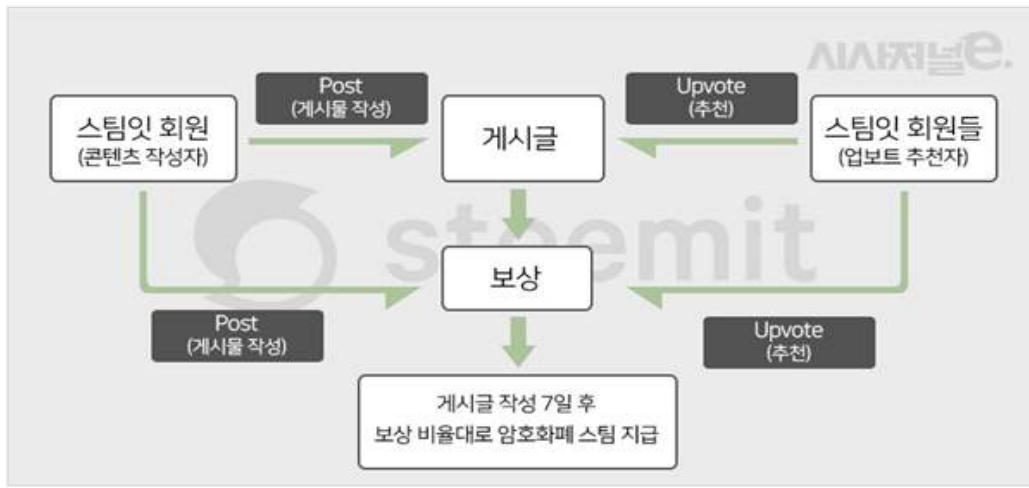 시사저널e.
Post
(게시물 작성)
Upvote
(추천)
스팀잇 회원
(콘텐츠 작성자)
게시글
스팀잇 회원들
(업보트 추천자)
steemit
보상
Post
(게시물 작성)
Upvote
(추천)
게시글 작성 7일 후
보상 비율대로 암호화폐 스팀 지급